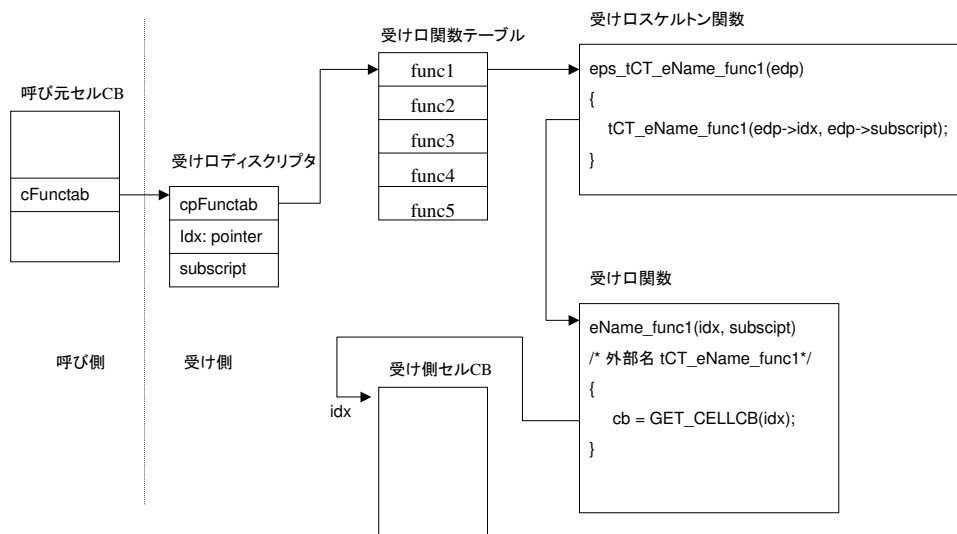 呼び元セルCB
cFunctab
呼び側
受け口ディスクリプタ
cpFunctab
Idx: pointer
subscript
受け側
受け口関数テーブル
func1
func2
func3
func4
func5
受け口スケルトン関数
eps_tCT_eName_func1(edp)
{
tCT_eName_func1(edp->idx, edp->subscript);
}
受け口関数
eName_func1(idx, subscipt)
/* 外部名 tCT_eName_func1*/
{
cb = GET_CELLCB(idx);
}
受け側セルCB
idx